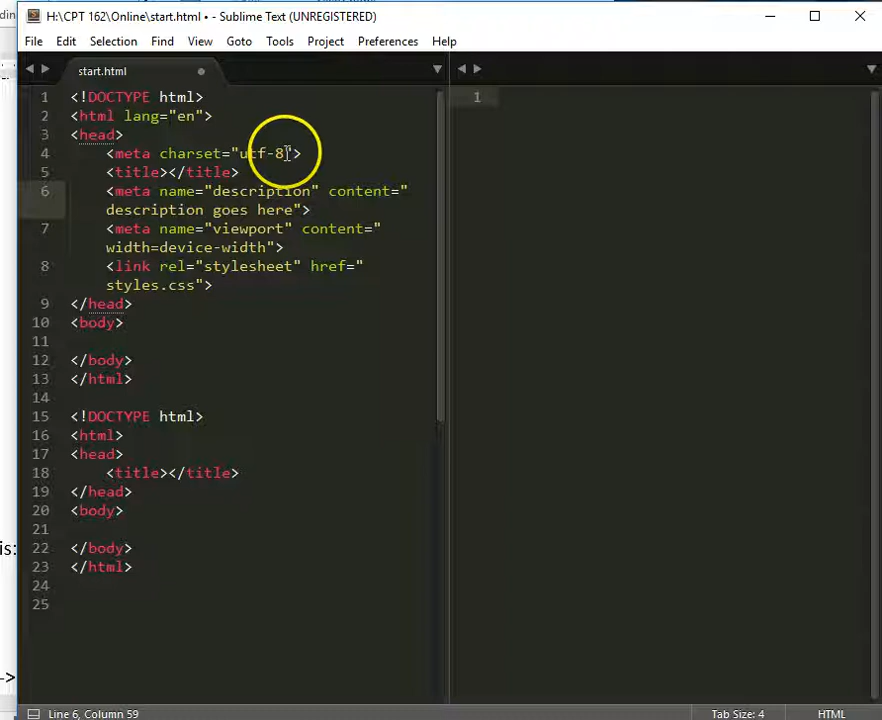 H:\CPT 162\Online\start.html • - Sublime Text (UNREGISTERED)
File Edit Selection Find View Goto Tools Project Preferences Help
start.html
1 <!DOCTYPE html>
2 <html lang="en">
3 <head>
4 <meta charset="utf-8">
5 <title></title>
6 <meta name="description" content="
description goes here">
7 <meta name="viewport" content="
width=device-width">
8 <link rel="stylesheet" href="
styles.css">
9 </head>
10 <body>
11
12 </body>
13 </html>
14
15 <!DOCTYPE html>
16 <html>
17 <head>
18 <title></title>
19 </head>
20 <body>
21
22 </body>
23 </html>
24
25
1
is:
->
Line 6, Column 59
Tab Size: 4
HTML